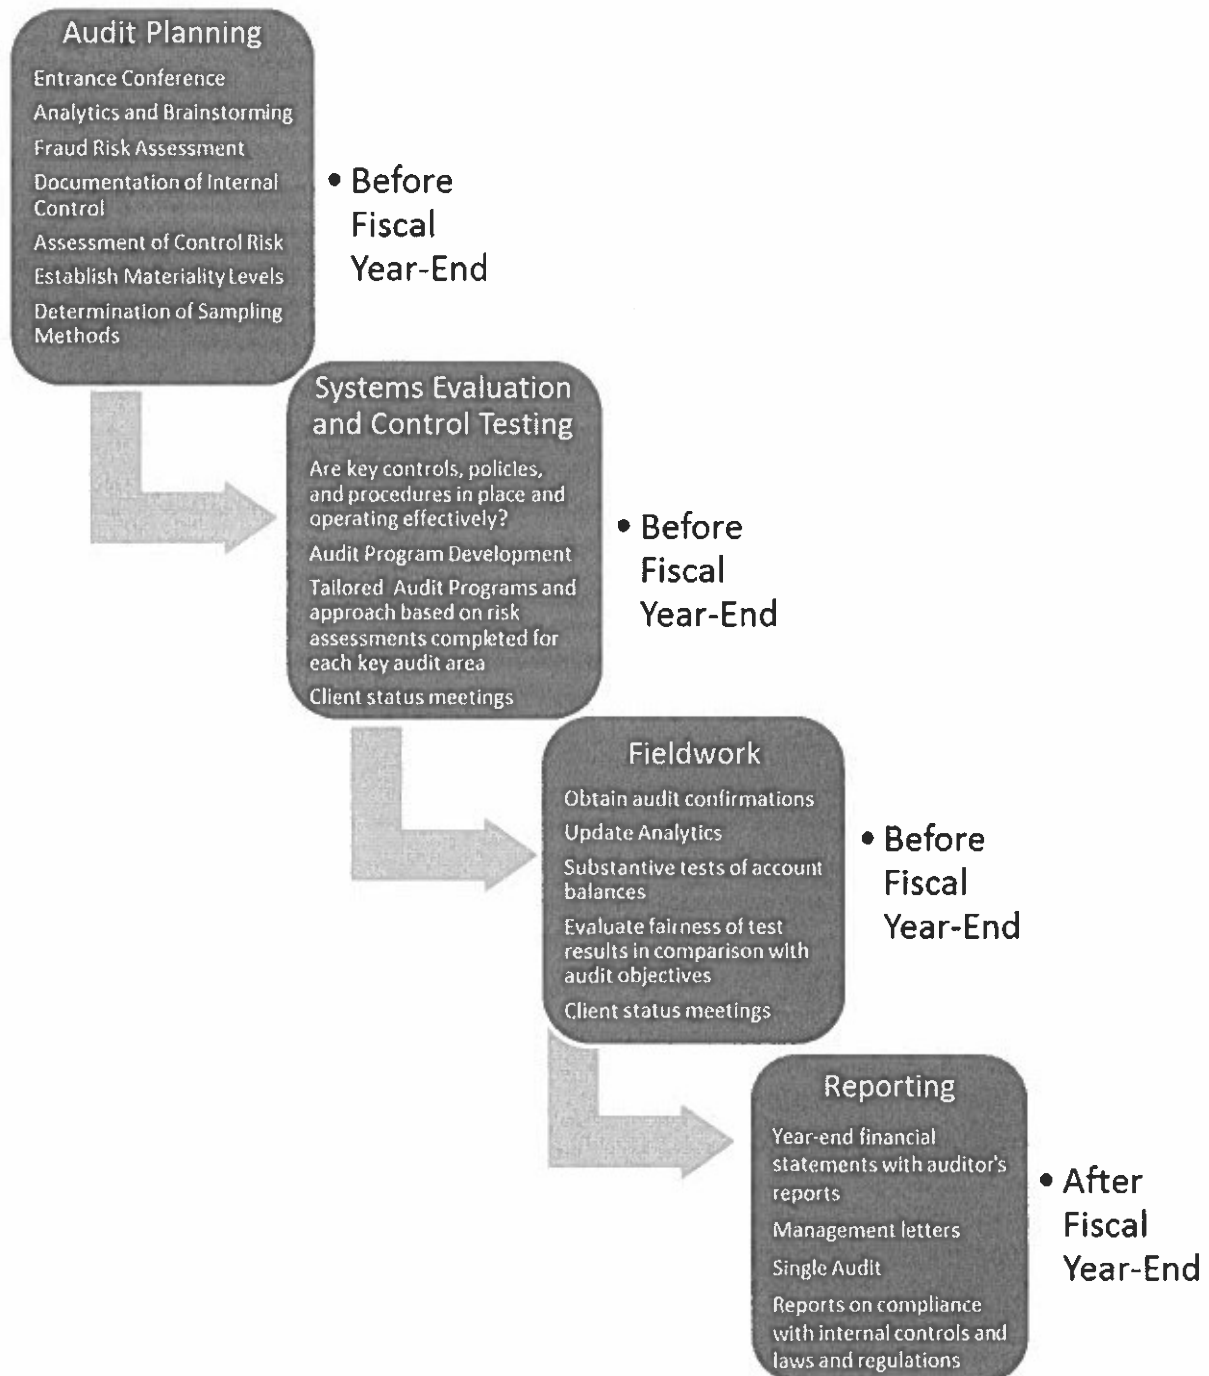 Audit Planning
Entrance Conference
Analytics and Brainstorming
Fraud Risk Assessment
Documentation of Internal
Control
Assessment of Control Risk
Establish Materiality Levels
Determination of Sampling
Methods
• Before
Fiscal
Year-End
Systems Evaluation
and Control Testing
Are key controls, policies,
and procedures in place and
operating effectively?
Audit Program Development
Tailored Audit Programs and
approach based on risk
assessments completed for
each key audit area
Client status meetings
• Before
Fiscal
Year-End
Fieldwork
Obtain audit confirmations
Update Analytics
Substantive tests of account
balances
Evaluate fairness of test
results in comparison with
audit objectives
Client status meetings
• Before
Fiscal
Year-End
Reporting
Year-end financial
statements with auditor's
reports
Management letters
Single Audit
Reports on compliance
with internal controls and
laws and regulations
• After
Fiscal
Year-End